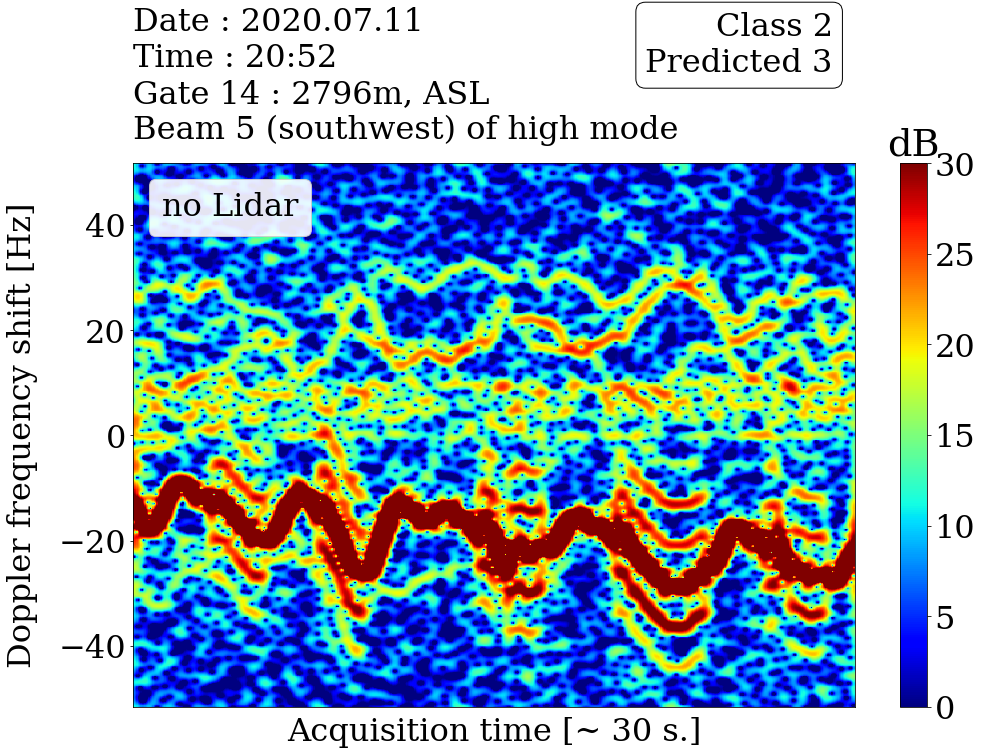 Date : 2020.07.11
Time : 20:52
Gate 14 : 2796m, ASL
Beam 5 (southwest) of high mode
Class 2
Predicted 3
dB
no Lidar
Doppler frequency shift [Hz]
40
20
0
−20
−40
30
25
20
15
10
5
0
Acquisition time [~ 30 s.]